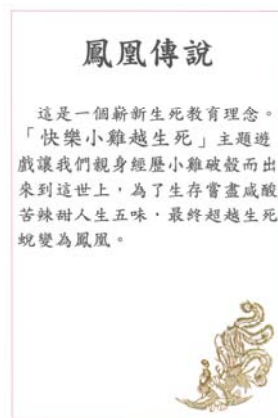 鳳凰傳說
這是一個嶄新生死教育理念。
「快樂小雞越生死」主題遊
戲讓我們親身經歷小雞破殼而出
來到這世上，為了生存嘗盡咸酸
苦辣甜人生五味，最終超越生死
蛻變為鳳凰。